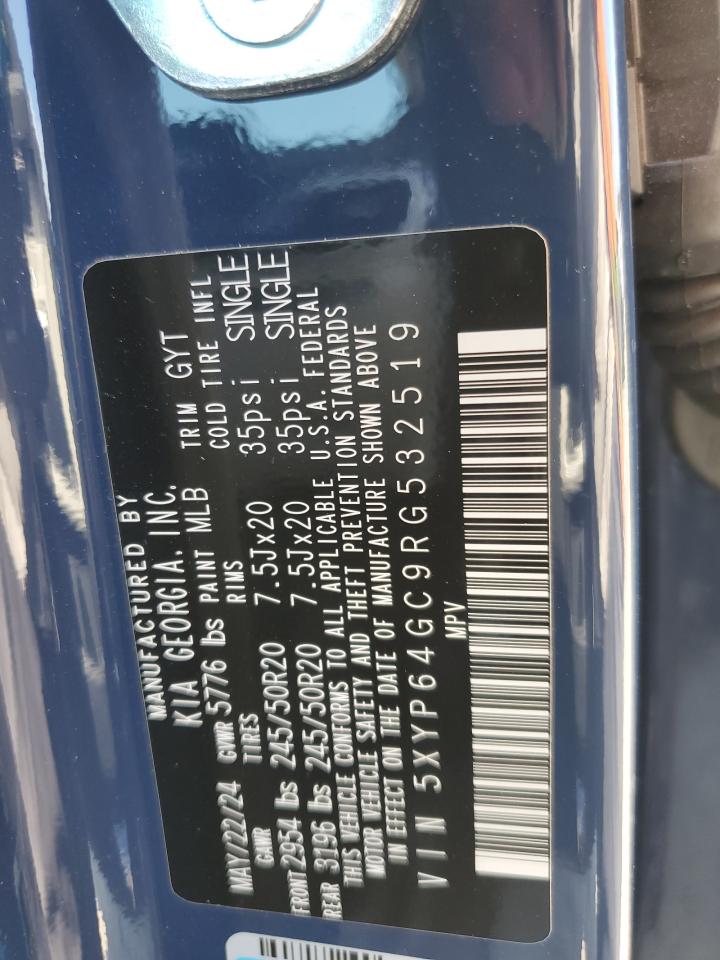 MANUFACTURED BY
KIA GEORGIA, INC.
MAY/22/24 GVWR 5776 lbs PAINT MLB TRIM GYT
GAWR TIRES RIMS COLD TIRE INFL
FRONT 2954 lbs 245/50R20 7.5Jx20 35psi SINGLE
REAR 3196 lbs 245/50R20 7.5Jx20 35psi SINGLE
THIS VEHICLE CONFORMS TO ALL APPLICABLE U.S.A. FEDERAL
MOTOR VEHICLE SAFETY AND THEFT PREVENTION STANDARDS
IN EFFECT ON THE DATE OF MANUFACTURE SHOWN ABOVE
VIN 5XYP64GC9RG532519
MPV